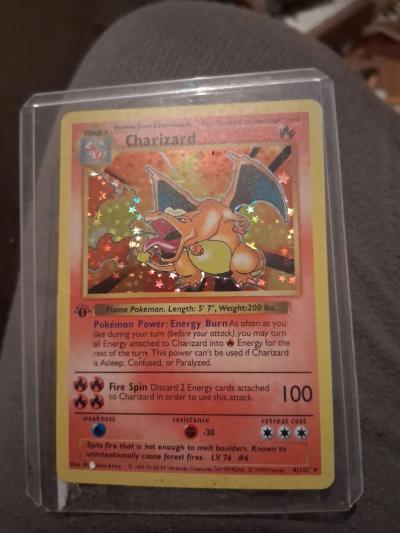 Charizard
Flame Pokémon. Length: 5' 7", Weight: 200 lbs.
Pokémon Power: Energy Burn As often as you
like during your turn (before your attack), you may turn
all Energy attached to Charizard into Energy for the
rest of the turn. This power can't be used if Charizard
is Asleep, Confused, or Paralyzed.
Fire Spin Discard 2 Energy cards attached
to Charizard in order to use this attack.
100
weakness
resistance
retreat cost
-30
Spits fire that is hot enough to melt boulders. Known to
unintentionally cause forest fires. LV. 76 #6
4/102